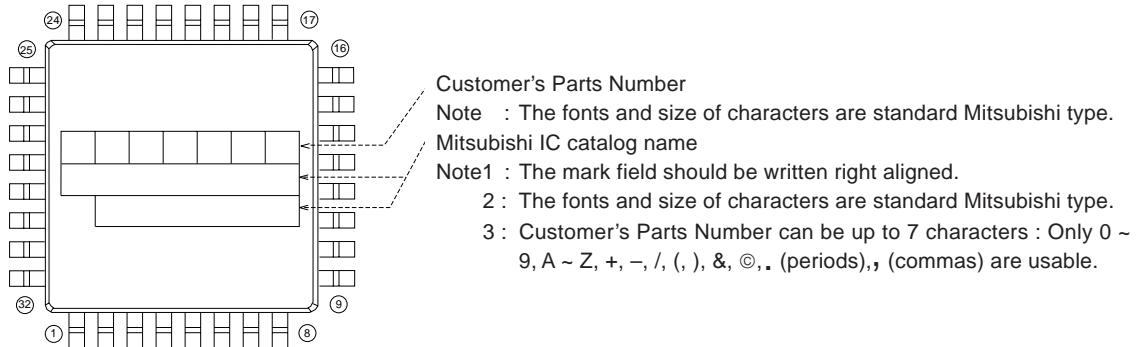 24
17
25
16
Customer's Parts Number
Note : The fonts and size of characters are standard Mitsubishi type.
Mitsubishi IC catalog name
Note1 : The mark field should be written right aligned.
2 : The fonts and size of characters are standard Mitsubishi type.
3 : Customer's Parts Number can be up to 7 characters : Only 0 ~
9, A ~ Z, +, –, /, (, ), &, ©, . (periods), , (commas) are usable.
32
9
1
8